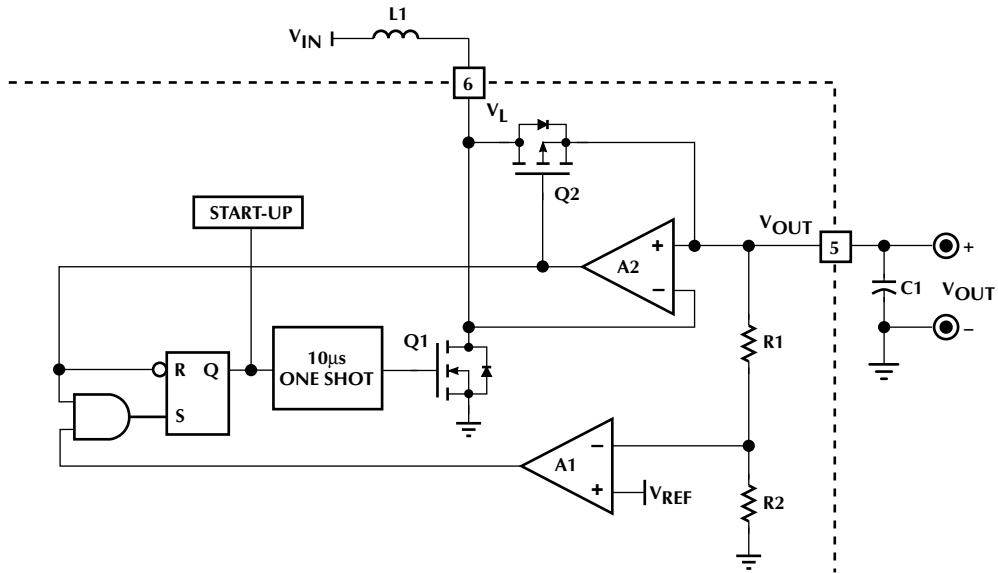 L1
VIN
6
VL
Q2
START-UP
VOUT
5
+
A2
+
−
C1
VOUT
−
Q1
R1
10µs
ONE SHOT
R Q
S
A1
−
+
VREF
R2